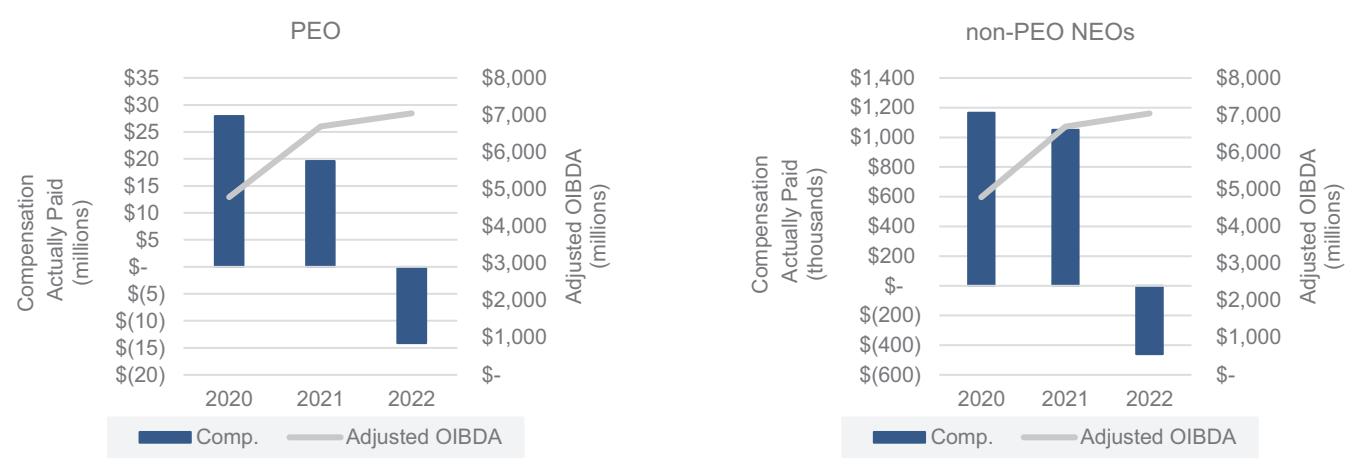 PEO
$35
$30
$25
$20
$15
$10
$5
$-
$(5)
$(10)
$(15)
$(20)
Compensation
Actually Paid
(millions)
$8,000
$7,000
$6,000
$5,000
$4,000
$3,000
$2,000
$1,000
$-
Adjusted OIBDA
(millions)
2020 2021 2022
Comp. Adjusted OIBDA
non-PEO NEOs
$1,400
$1,200
$1,000
$800
$600
$400
$200
$-
$(200)
$(400)
$(600)
Compensation
Actually Paid
(thousands)
$8,000
$7,000
$6,000
$5,000
$4,000
$3,000
$2,000
$1,000
$-
Adjusted OIBDA
(millions)
2020 2021 2022
Comp. Adjusted OIBDA